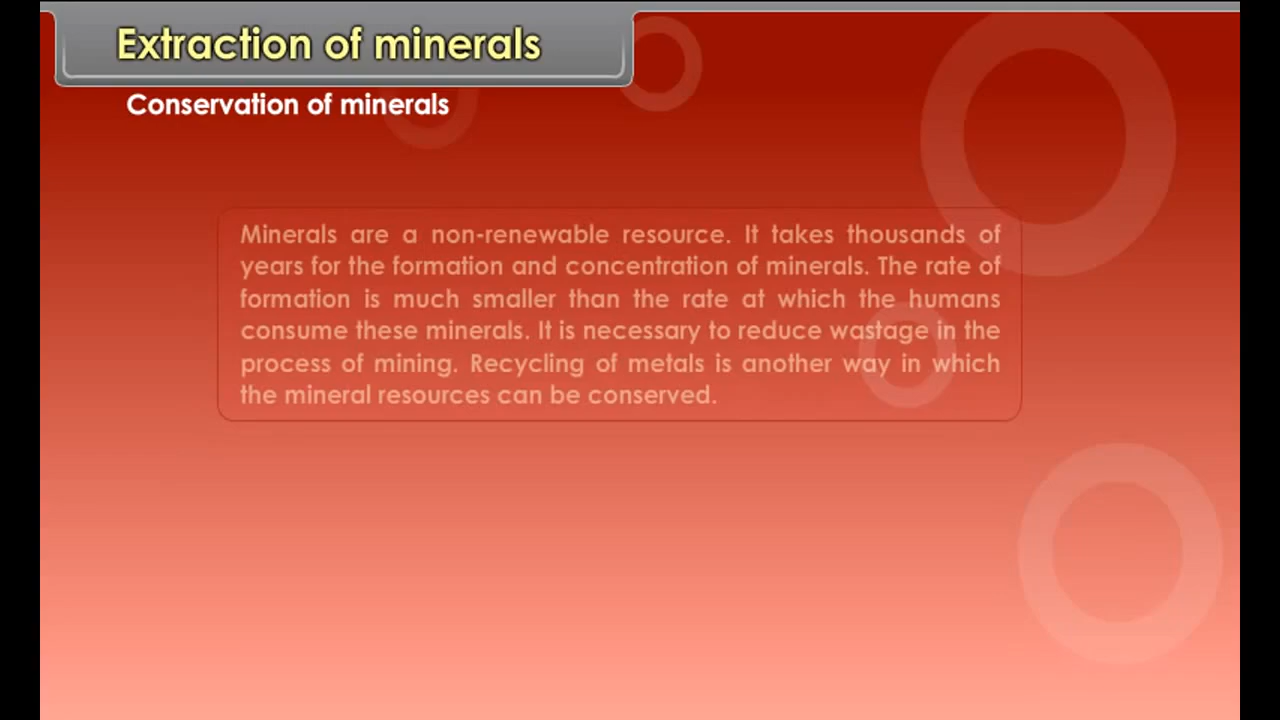 Extraction of minerals
Conservation of minerals
Minerals are a non-renewable resource. It takes thousands of
years for the formation and concentration of minerals. The rate of
formation is much smaller than the rate at which the humans
consume these minerals. It is necessary to reduce wastage in the
process of mining. Recycling of metals is another way in which
the mineral resources can be conserved.